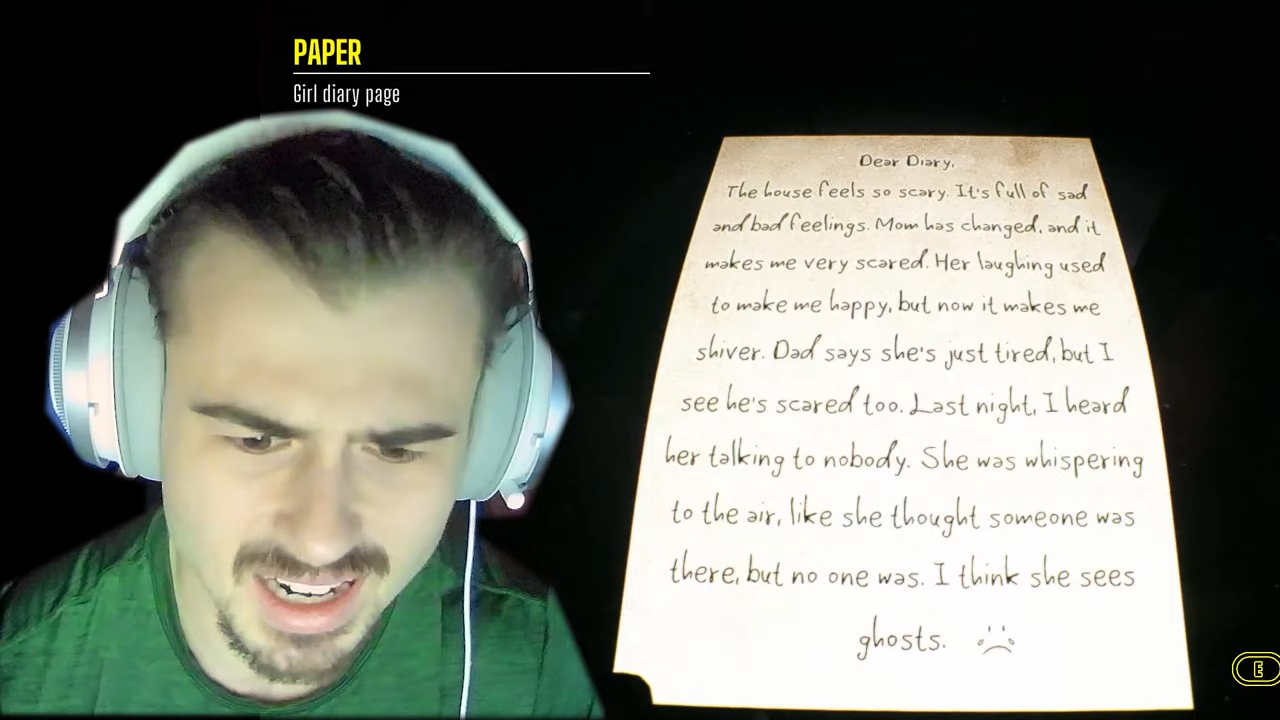 PAPER
Girl diary page
Dear Diary,
The house feels so scary. It's full of sad
and bad feelings. Mom has changed, and it
makes me very scared. Her laughing used
to make me happy, but now it makes me
shiver. Dad says she's just tired, but I
see he's scared too. Last night, I heard
her talking to nobody. She was whispering
to the air, like she thought someone was
there, but no one was. I think she sees
ghosts.
E